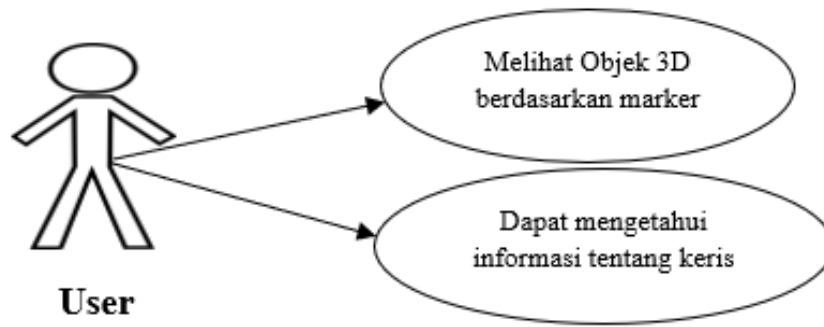 Melihat Objek 3D
berdasarkan marker
Dapat mengetahui
informasi tentang keris
User